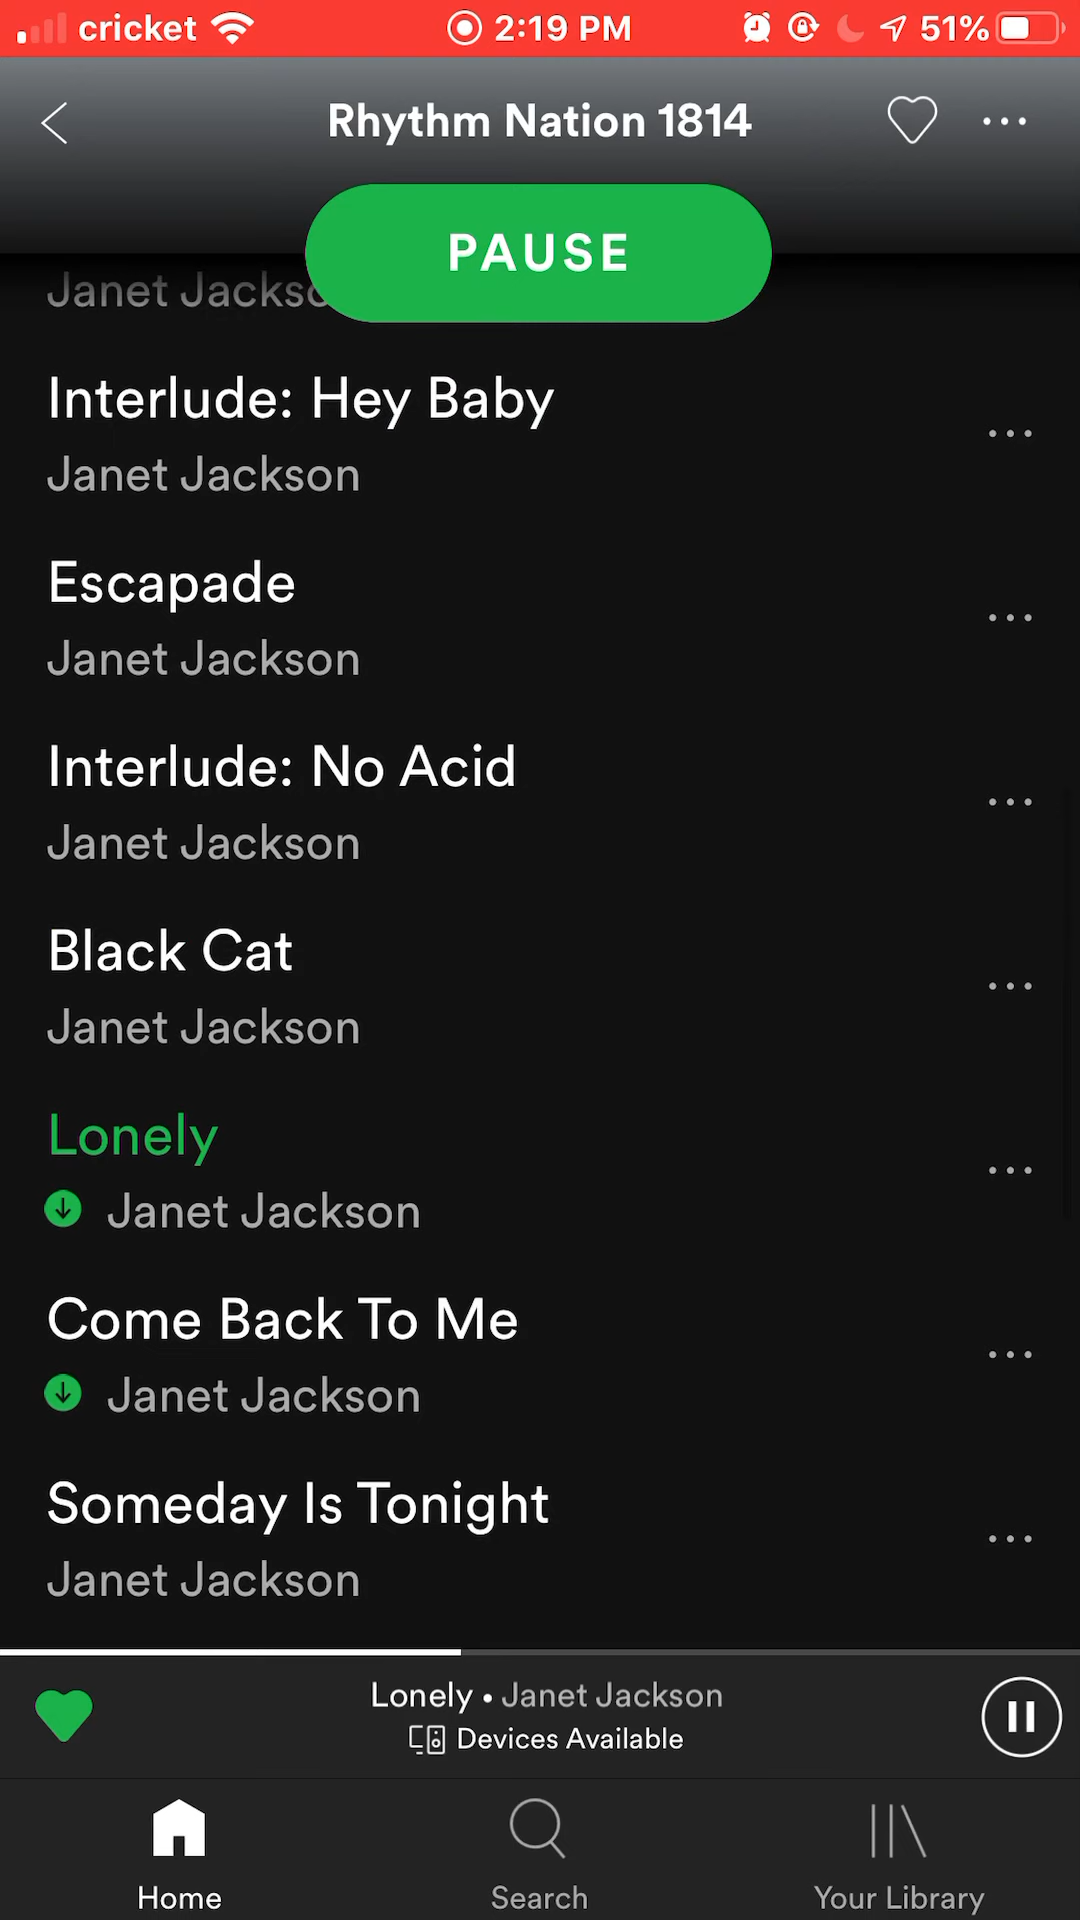 cricket 2:19 PM 51%
Rhythm Nation 1814
PAUSE
Janet Jackso
Interlude: Hey Baby
Janet Jackson
Escapade
Janet Jackson
Interlude: No Acid
Janet Jackson
Black Cat
Janet Jackson
Lonely
Janet Jackson
Come Back To Me
Janet Jackson
Someday Is Tonight
Janet Jackson
Lonely • Janet Jackson
Devices Available
Home Search Your Library